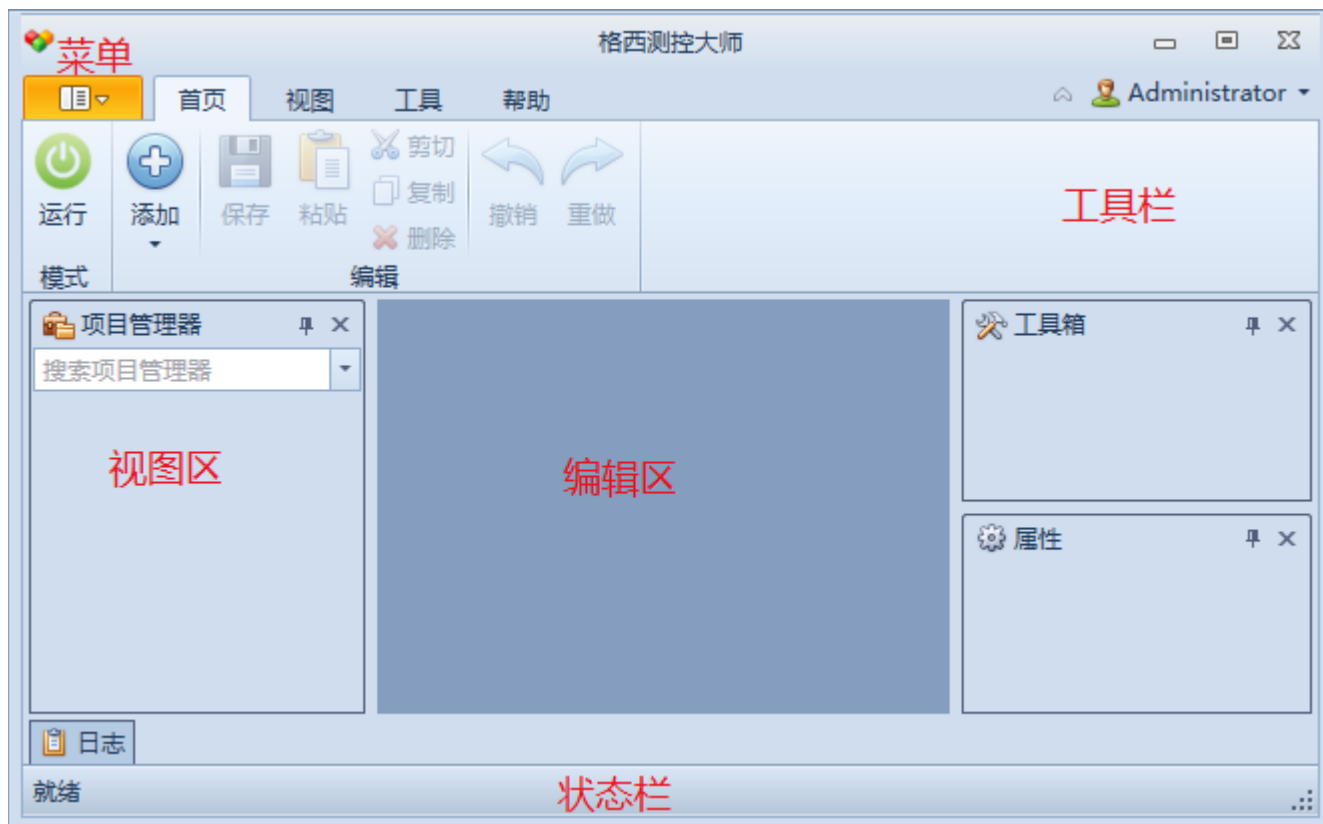 格西测控大师
菜单
首页 视图 工具 帮助 Administrator
剪切
复制
运行 添加 保存 粘贴 撤销 重做 工具栏
删除
模式 编辑
项目管理器 工具箱
搜索项目管理器
视图区 编辑区
属性
日志
就绪 状态栏